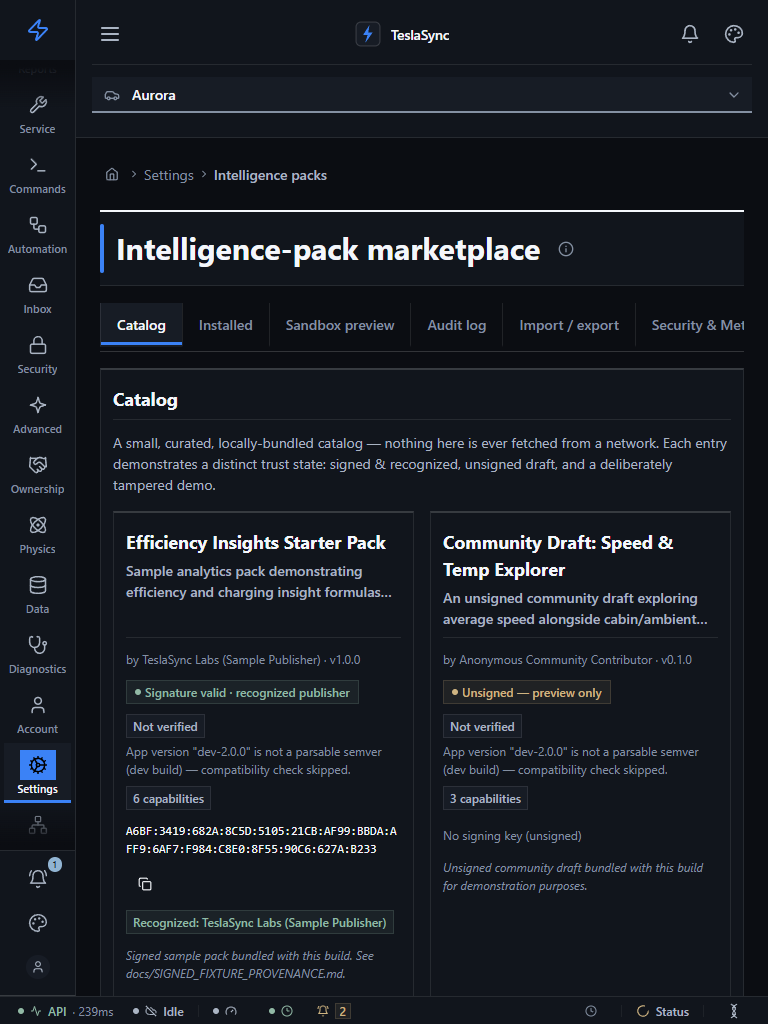 TeslaSync
Aurora
Service
Commands
Automation
Inbox
Security
Advanced
Ownership
Physics
Data
Diagnostics
Account
Settings
1
Settings
Intelligence packs
Intelligence-pack marketplace
Catalog
Installed
Sandbox preview
Audit log
Import / export
Security & Met
Catalog
A small, curated, locally-bundled catalog — nothing here is ever fetched from a network. Each entry
demonstrates a distinct trust state: signed & recognized, unsigned draft, and a deliberately
tampered demo.
Efficiency Insights Starter Pack
Sample analytics pack demonstrating
efficiency and charging insight formulas...
by TeslaSync Labs (Sample Publisher) · v1.0.0
Signature valid · recognized publisher
Not verified
App version "dev-2.0.0" is not a parsable semver
(dev build) — compatibility check skipped.
6 capabilities
A6BF:3419:682A:8C5D:5105:21CB:AF99:BBDA:A
FF9:6AF7:F984:C8E0:8F55:90C6:627A:B233
Recognized: TeslaSync Labs (Sample Publisher)
Signed sample pack bundled with this build. See
docs/SIGNED_FIXTURE_PROVENANCE.md.
Community Draft: Speed &
Temp Explorer
An unsigned community draft exploring
average speed alongside cabin/ambient...
by Anonymous Community Contributor · v0.1.0
Unsigned — preview only
Not verified
App version "dev-2.0.0" is not a parsable semver
(dev build) — compatibility check skipped.
3 capabilities
No signing key (unsigned)
Unsigned community draft bundled with this build
for demonstration purposes.
API · 239ms
Idle
2
Status